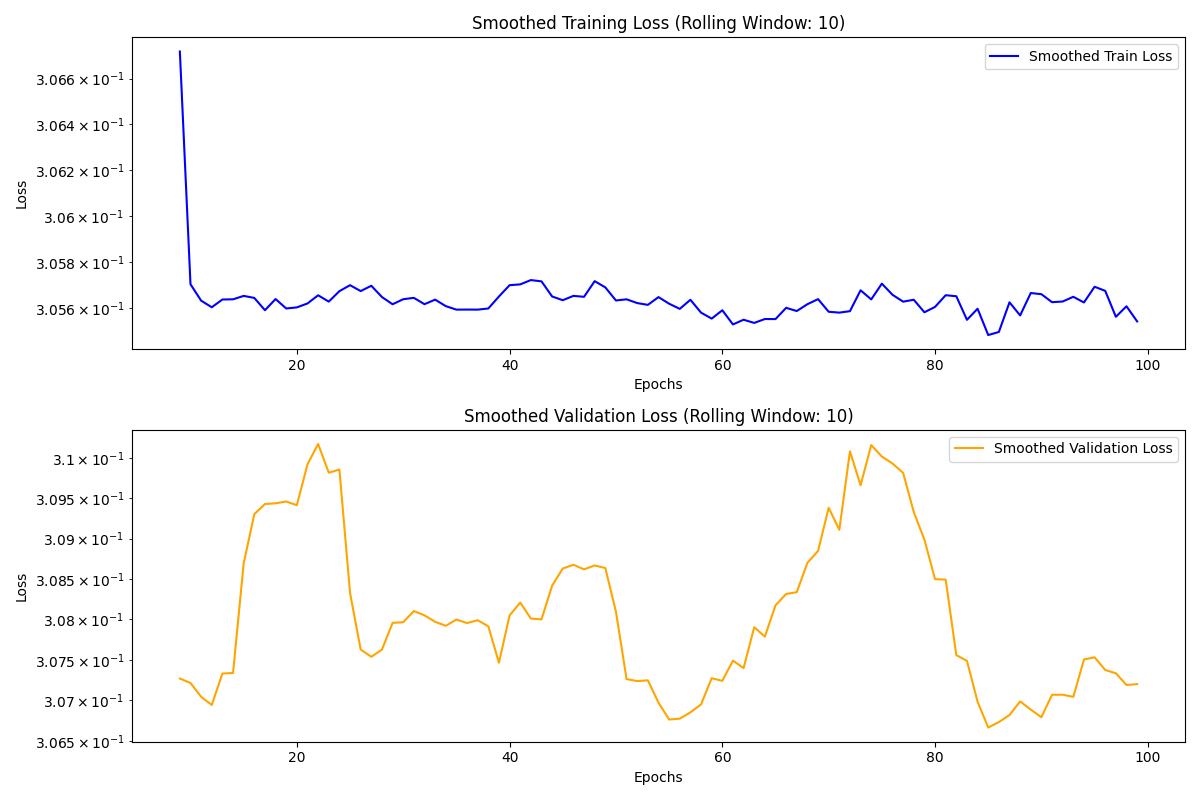 Smoothed Training Loss (Rolling Window: 10)
Smoothed Train Loss
3.066 × 10⁻¹
3.064 × 10⁻¹
3.062 × 10⁻¹
3.06 × 10⁻¹
3.058 × 10⁻¹
3.056 × 10⁻¹
Loss
20 40 60 80 100
Epochs
Smoothed Validation Loss (Rolling Window: 10)
Smoothed Validation Loss
3.1 × 10⁻¹
3.095 × 10⁻¹
3.09 × 10⁻¹
3.085 × 10⁻¹
3.08 × 10⁻¹
3.075 × 10⁻¹
3.07 × 10⁻¹
3.065 × 10⁻¹
Loss
20 40 60 80 100
Epochs